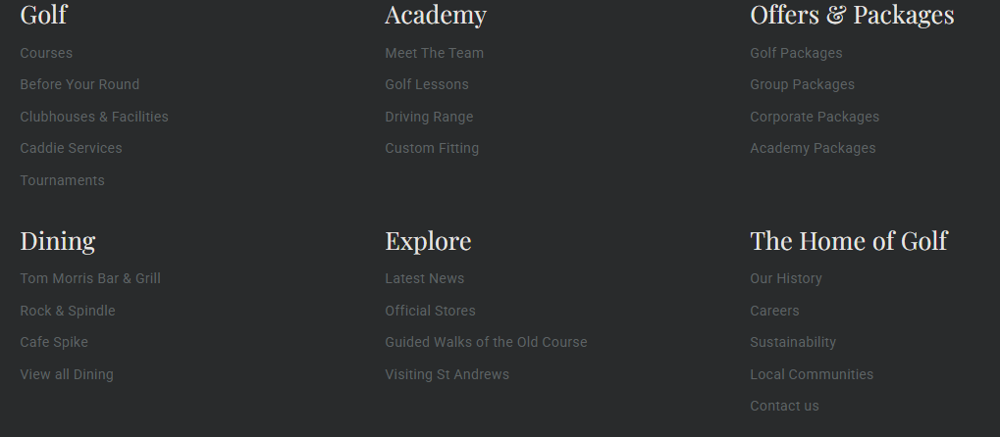 Golf
Courses
Before Your Round
Clubhouses & Facilities
Caddie Services
Tournaments
Academy
Meet The Team
Golf Lessons
Driving Range
Custom Fitting
Offers & Packages
Golf Packages
Group Packages
Corporate Packages
Academy Packages
Dining
Tom Morris Bar & Grill
Rock & Spindle
Cafe Spike
View all Dining
Explore
Latest News
Official Stores
Guided Walks of the Old Course
Visiting St Andrews
The Home of Golf
Our History
Careers
Sustainability
Local Communities
Contact us